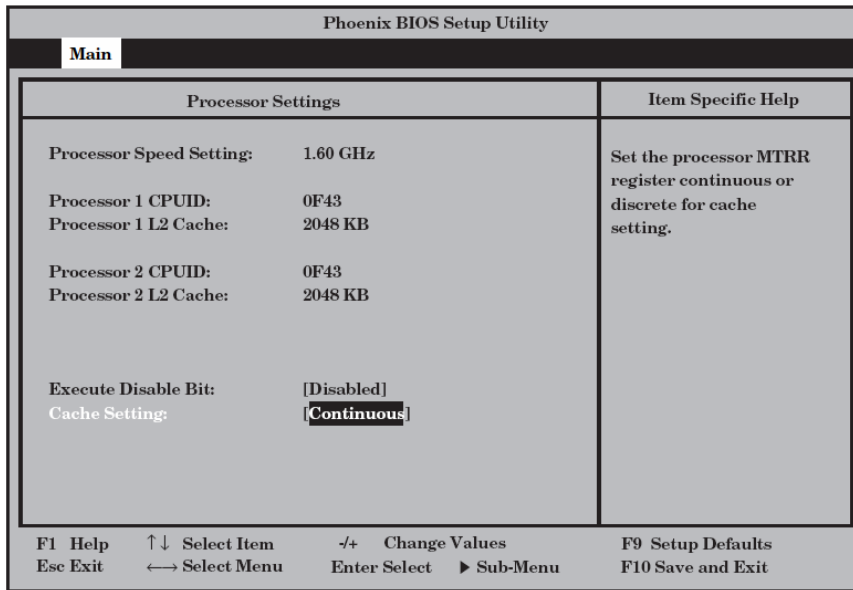 Phoenix BIOS Setup Utility
Main
Processor Settings
Processor Speed Setting: 1.60 GHz
Processor 1 CPUID: 0F43
Processor 1 L2 Cache: 2048 KB
Processor 2 CPUID: 0F43
Processor 2 L2 Cache: 2048 KB
Execute Disable Bit: [Disabled]
Cache Setting: [Continuous]
Item Specific Help
Set the processor MTRR
register continuous or
discrete for cache
setting.
F1 Help ↑↓ Select Item -/+ Change Values F9 Setup Defaults
Esc Exit ←→ Select Menu Enter Select ▶ Sub-Menu F10 Save and Exit